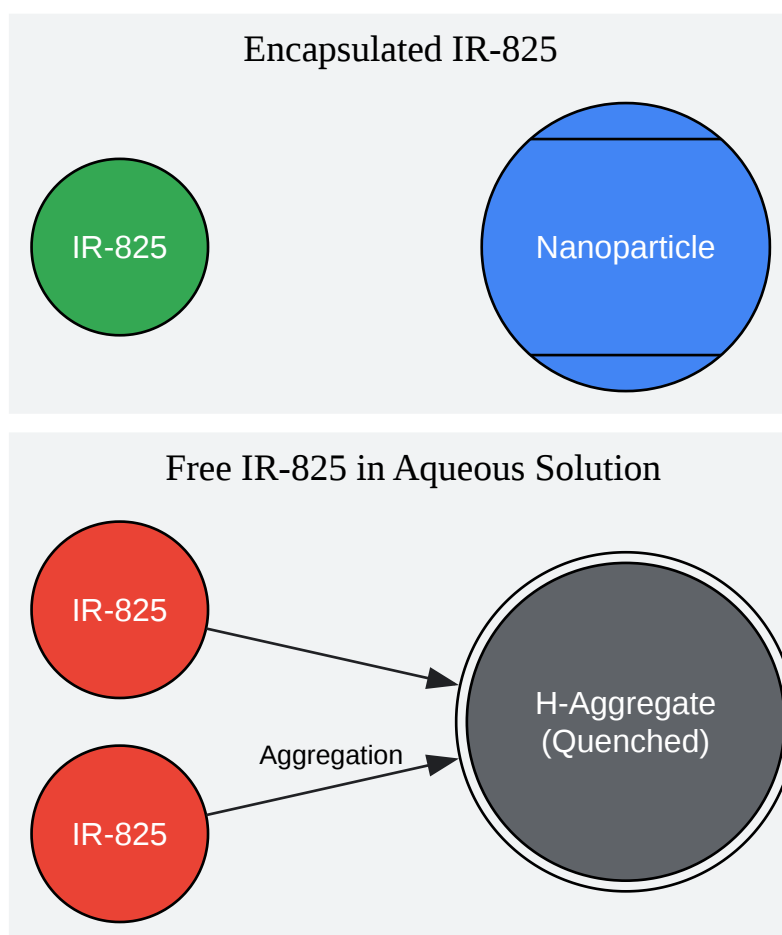 Encapsulated IR-825
IR-825
Nanoparticle
Free IR-825 in Aqueous Solution
IR-825
H-Aggregate
(Quenched)
Aggregation
IR-825